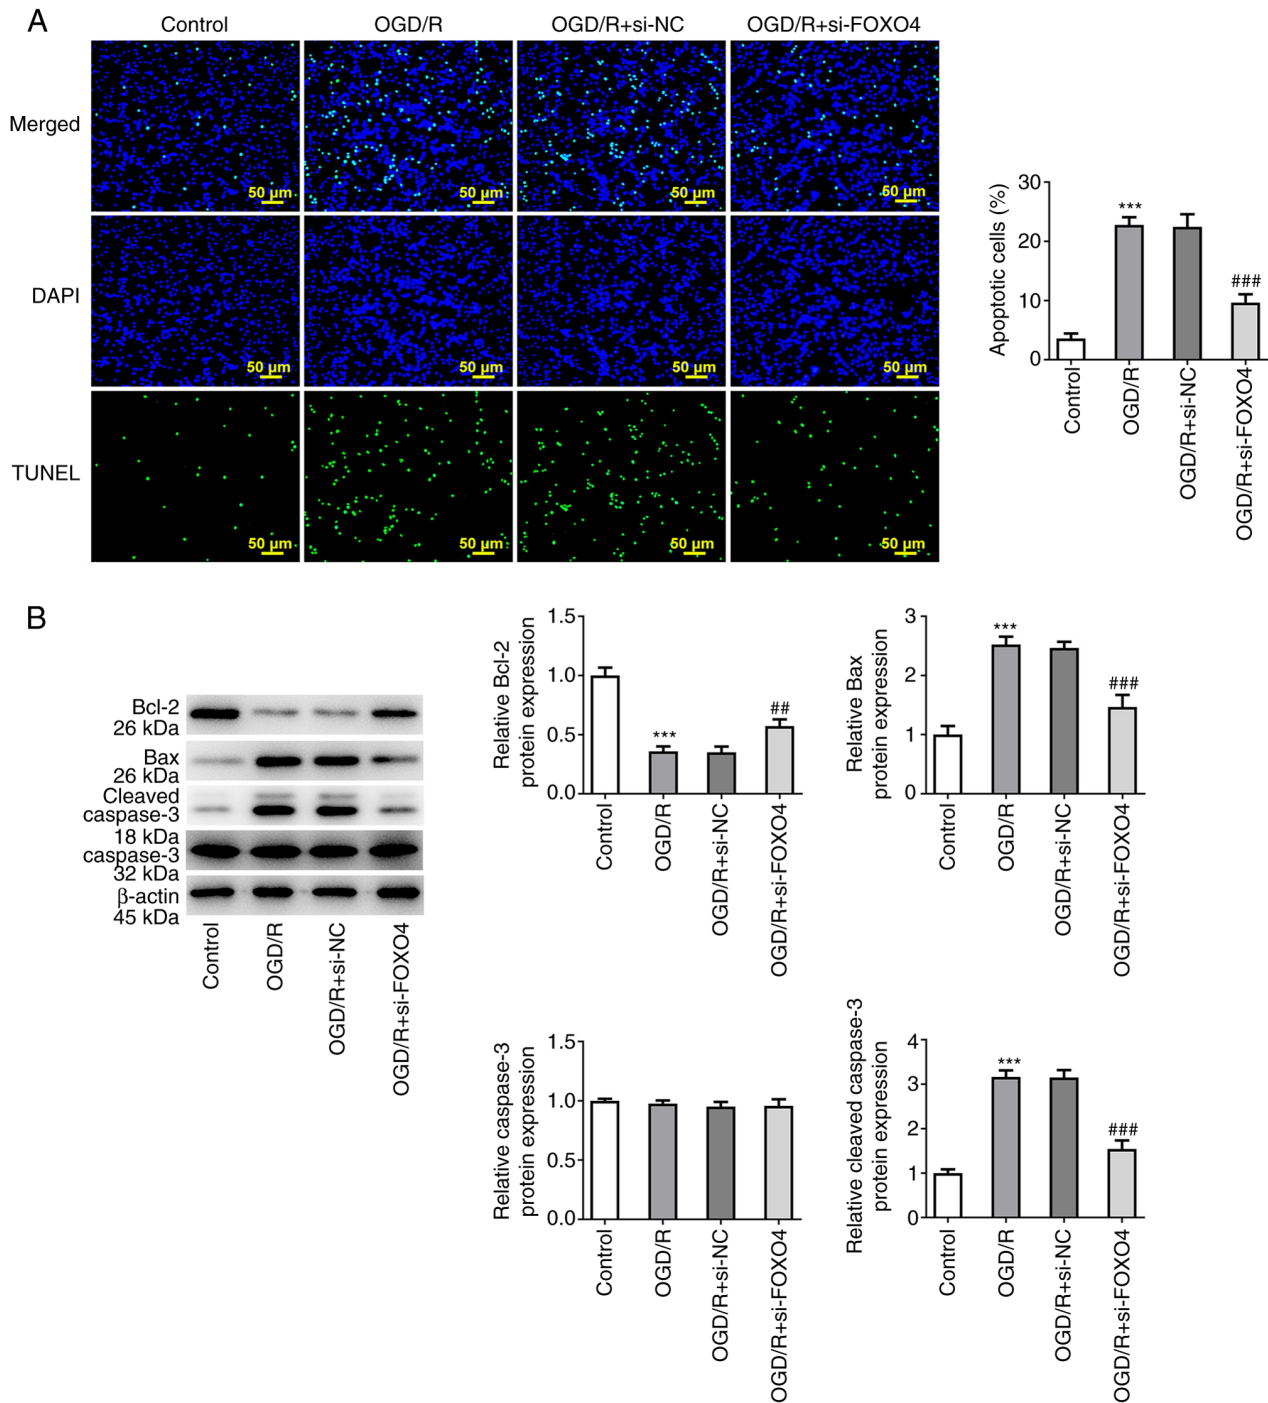 A
Control
OGD/R
OGD/R+si-NC
OGD/R+si-FOXO4
Merged
50 µm
50 µm
50 µm
50 µm
DAPI
50 µm
50 µm
50 µm
50 µm
TUNEL
50 µm
50 µm
50 µm
50 µm
Apoptotic cells (%)
30
20
10
0
***
###
Control
OGD/R
OGD/R+si-NC
OGD/R+si-FOXO4
B
Bcl-2
26 kDa
Bax
26 kDa
Cleaved
caspase-3
18 kDa
caspase-3
32 kDa
β-actin
45 kDa
Control
OGD/R
OGD/R+si-NC
OGD/R+si-FOXO4
Relative Bcl-2
protein expression
1.5
1.0
0.5
0.0
***
##
Control
OGD/R
OGD/R+si-NC
OGD/R+si-FOXO4
Relative Bax
protein expression
3
2
1
0
***
###
Control
OGD/R
OGD/R+si-NC
OGD/R+si-FOXO4
Relative caspase-3
protein expression
1.5
1.0
0.5
0.0
Control
OGD/R
OGD/R+si-NC
OGD/R+si-FOXO4
Relative cleaved caspase-3
protein expression
4
3
2
1
0
***
###
Control
OGD/R
OGD/R+si-NC
OGD/R+si-FOXO4